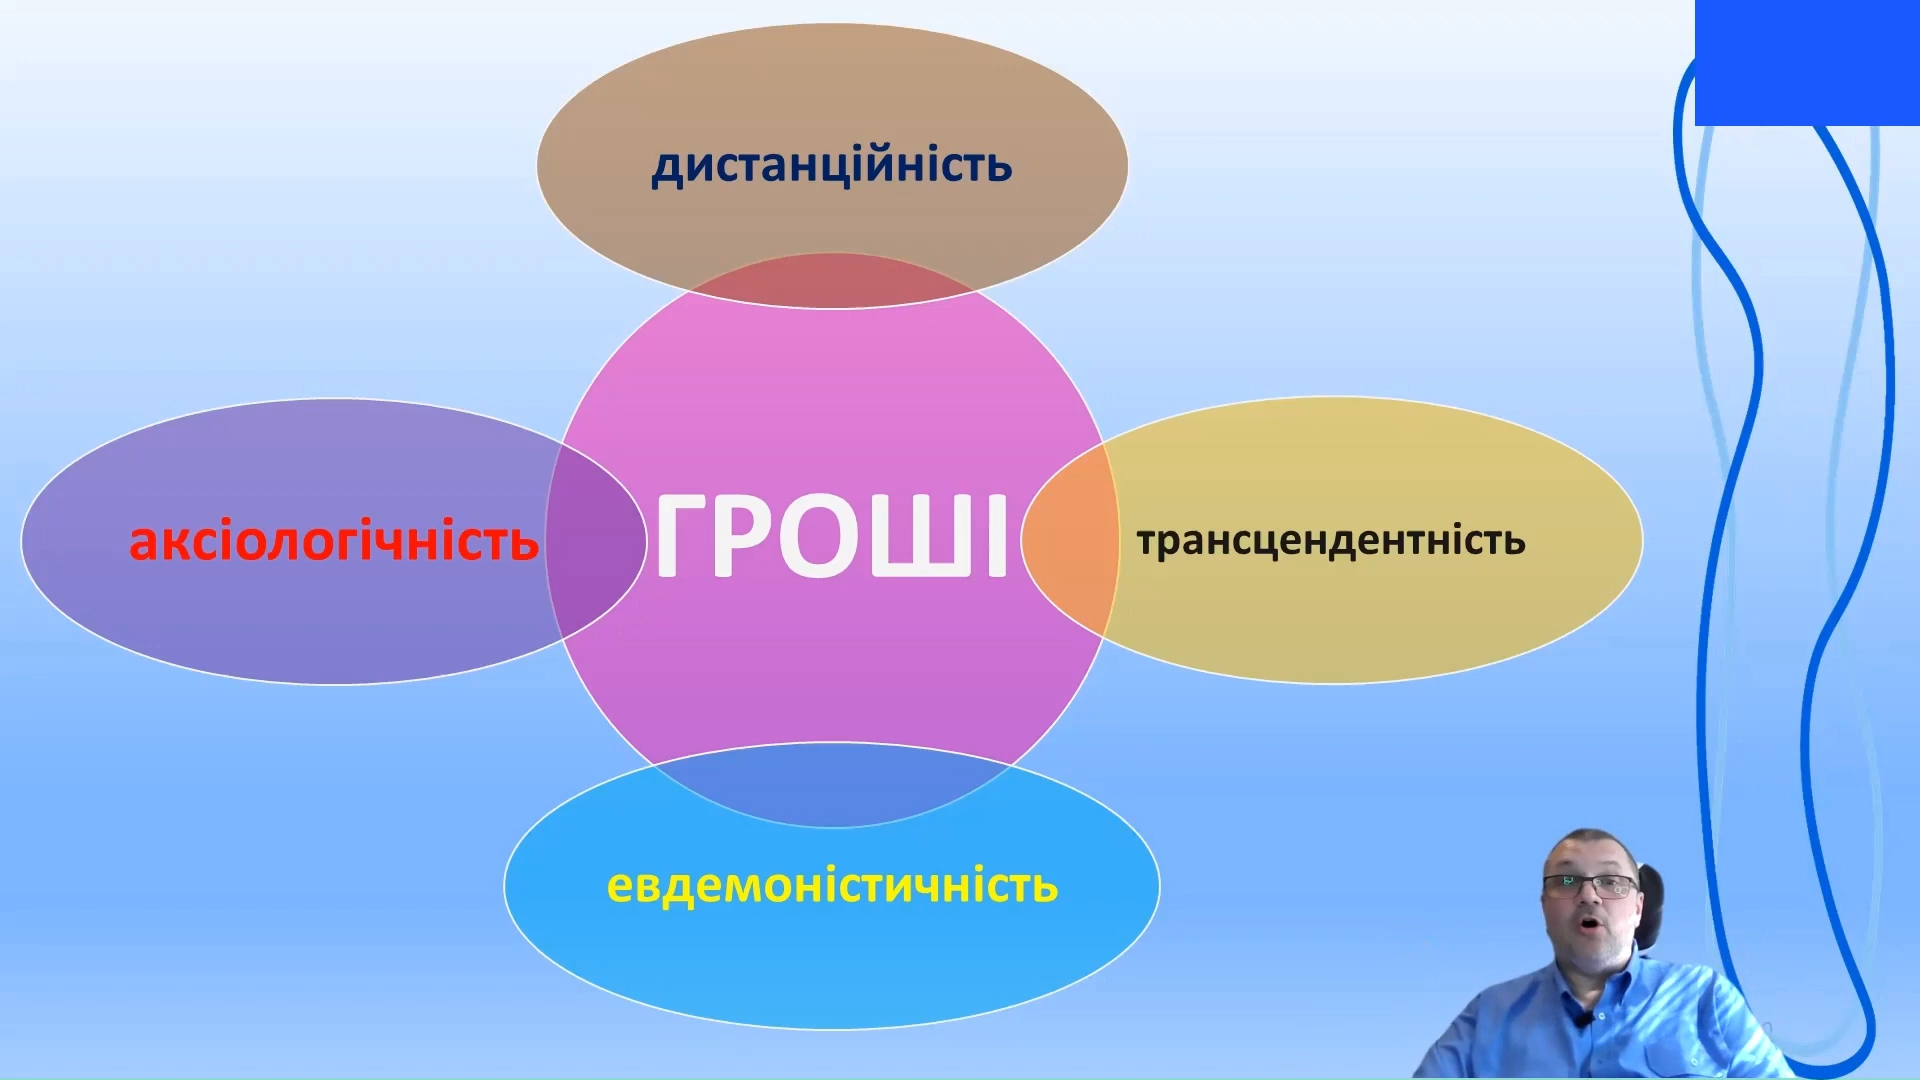 дистанційність
аксіологічність
ГРОШІ
трансцендентність
евдемоністичність